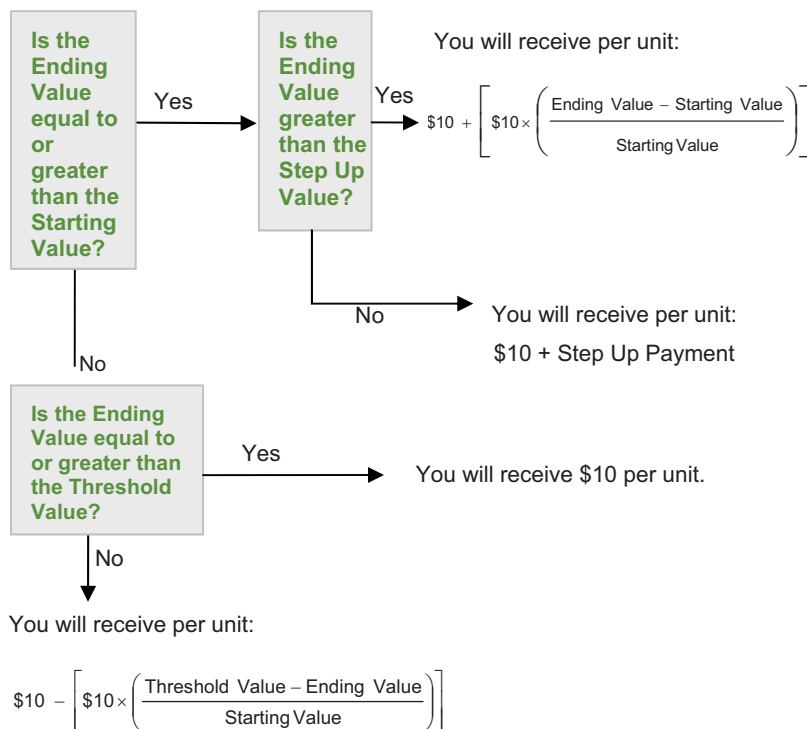 Is the
Ending
Value
equal to
or
greater
than the
Starting
Value?
Yes
Is the
Ending
Value
greater
than the
Step Up
Value?
Yes
You will receive per unit:
$10 + [ $10 × ( Ending Value – Starting Value
Starting Value ) ]
No
You will receive per unit:
$10 + Step Up Payment
No
Is the Ending
Value equal to
or greater than
the Threshold
Value?
Yes
You will receive $10 per unit.
No
You will receive per unit:
$10 – [ $10 × ( Threshold Value – Ending Value
Starting Value ) ]